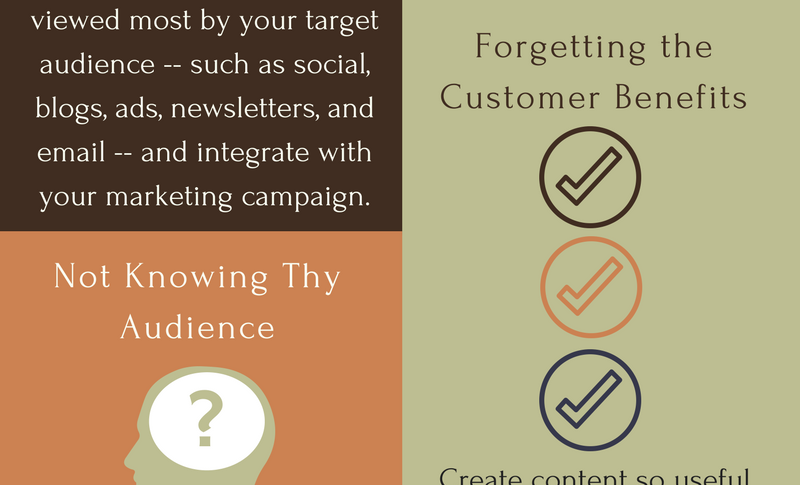 viewed most by your target
audience -- such as social,
blogs, ads, newsletters, and
email -- and integrate with
your marketing campaign.
Not Knowing Thy
Audience
?
Forgetting the
Customer Benefits
Create content so useful